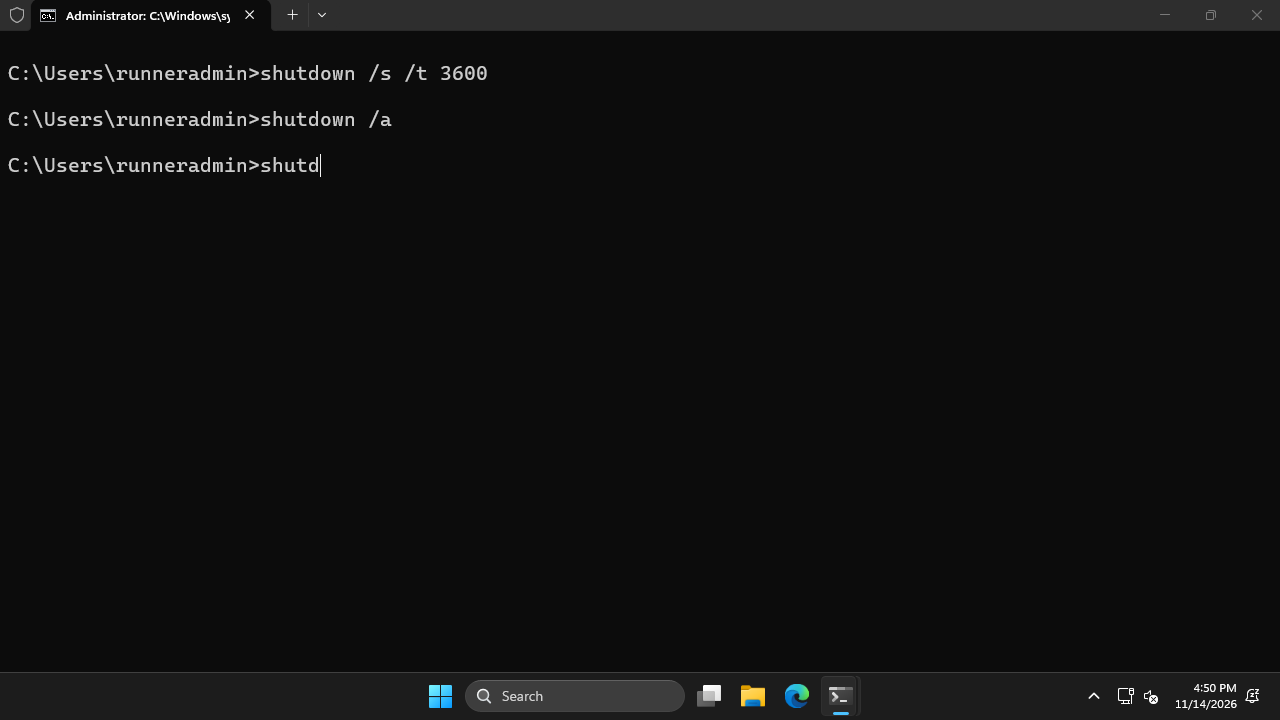 Administrator: C:\Windows\sy
C:\Users\runneradmin>shutdown /s /t 3600
C:\Users\runneradmin>shutdown /a
C:\Users\runneradmin>shutd
Search
4:50 PM
11/14/2026